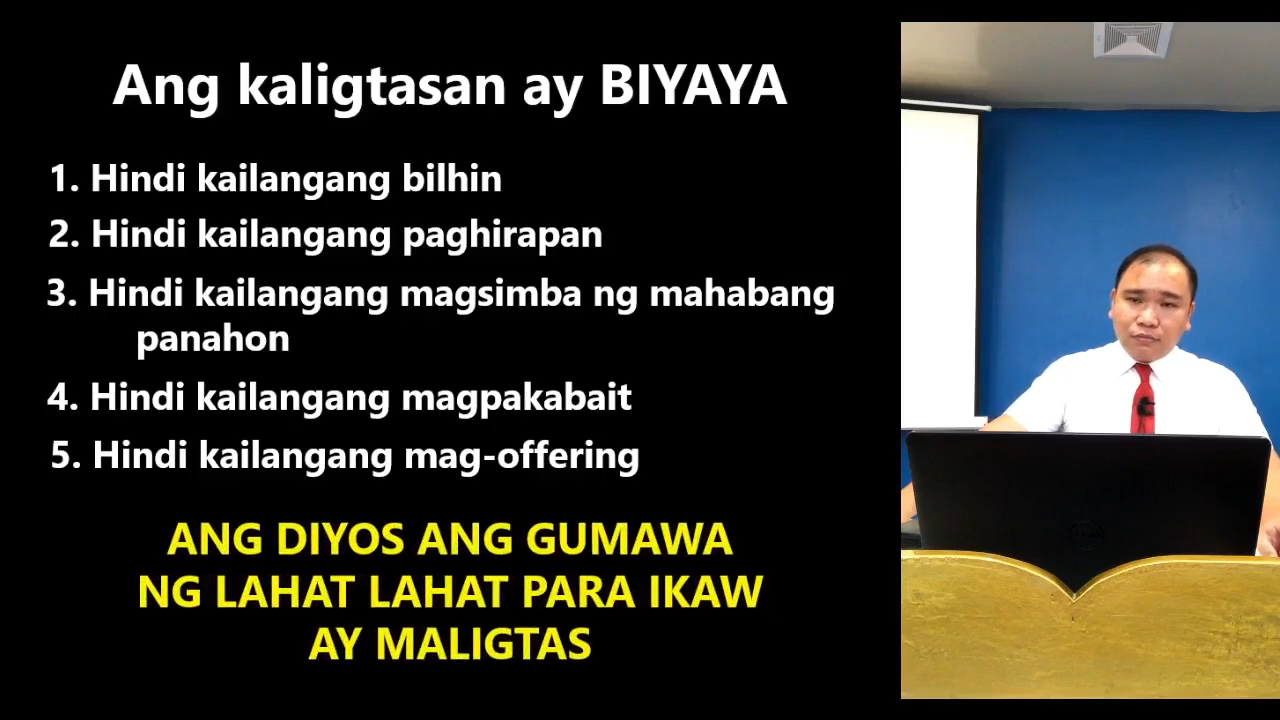 Ang kaligtasan ay BIYAYA
1. Hindi kailangang bilhin
2. Hindi kailangang paghirapan
3. Hindi kailangang magsimba ng mahabang
panahon
4. Hindi kailangang magpakabait
5. Hindi kailangang mag-offering
ANG DIYOS ANG GUMAWA
NG LAHAT LAHAT PARA IKAW
AY MALIGTAS